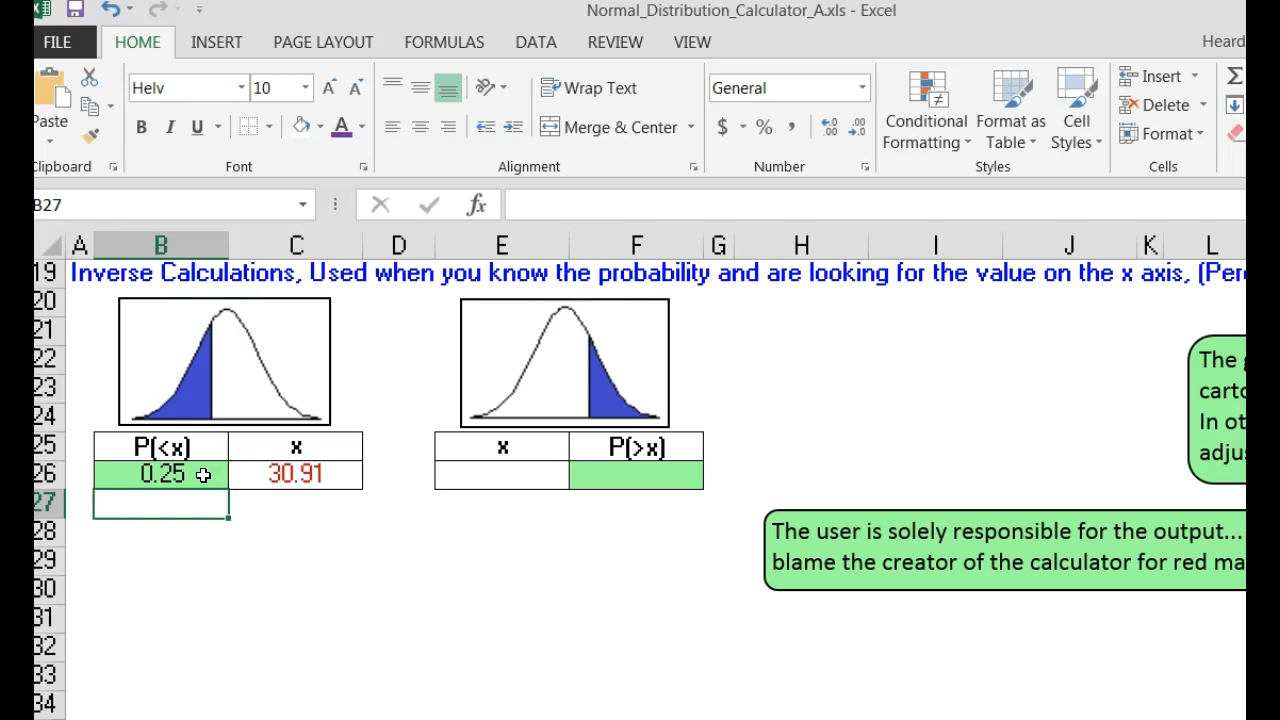 Normal_Distribution_Calculator_A.xls - Excel
FILE HOME INSERT PAGE LAYOUT FORMULAS DATA REVIEW VIEW Heard
Helv 10 Wrap Text General
Paste Merge & Center $ % Conditional Formatting Format as Table Cell Styles Insert Delete Format
Clipboard Font Alignment Number Styles Cells
B27 fx
A B C D E F G H I J K L
19 Inverse Calculations, Used when you know the probability and are looking for the value on the x axis, (Per
20
21
22 The
23
24 In
25 P(<x) x x P(>x)
26 0.25 30.91
27
28 The user is solely responsible for the output...
29 blame the creator of the calculator for red
30
31
32
33
34